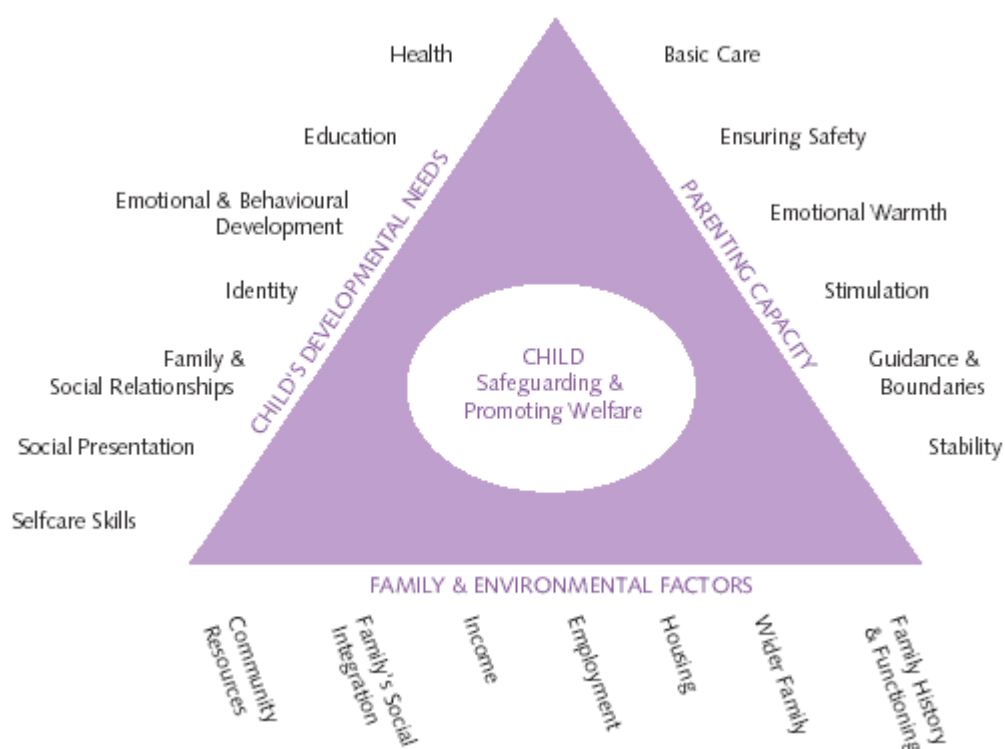 Health
Education
Emotional & Behavioural
Development
Identity
Family &
Social Relationships
Social Presentation
Selfcare Skills
CHILD'S DEVELOPMENTAL NEEDS
CHILD
Safeguarding &
Promoting Welfare
PARENTING CAPACITY
Basic Care
Ensuring Safety
Emotional Warmth
Stimulation
Guidance &
Boundaries
Stability
FAMILY & ENVIRONMENTAL FACTORS
Community
Resources
Family's Social
Integration
Income
Employment
Housing
Wider Family
Family History
& Functioning